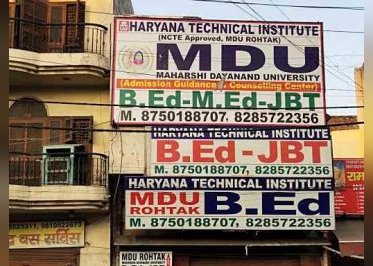 HARYANA TECHNICAL INSTITUTE
(NCTE Approved, MDU ROHTAK)
MDU
MAHARSHI DAYANAND UNIVERSITY
(Admission Guidance & Counselling Center)
B.Ed-M.Ed-JBT
M. 8750188707, 8285722356
HARYANA TECHNICAL INSTITUTE
B.Ed - JBT
M. 8750188707, 8285722356
HARYANA TECHNICAL INSTITUTE
MDU
ROHTAK
B.Ed
M. 8750188707, 8285722356
MDU ROHTAK